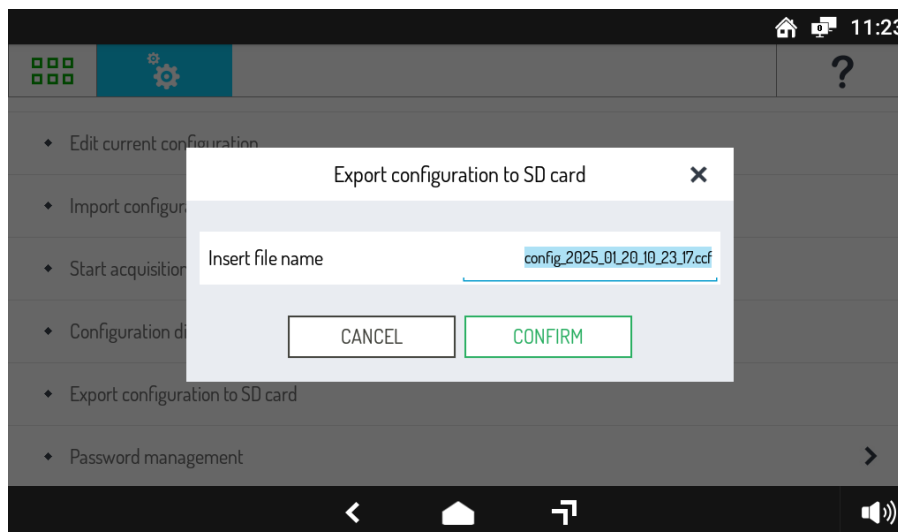 11:23
?
Edit current configuration
Export configuration to SD card
Import
Insert file name config_2025_01_20_10_23_17.ccf
Start acquisition
Configuration
CANCEL CONFIRM
Export configuration to SD card
Password management